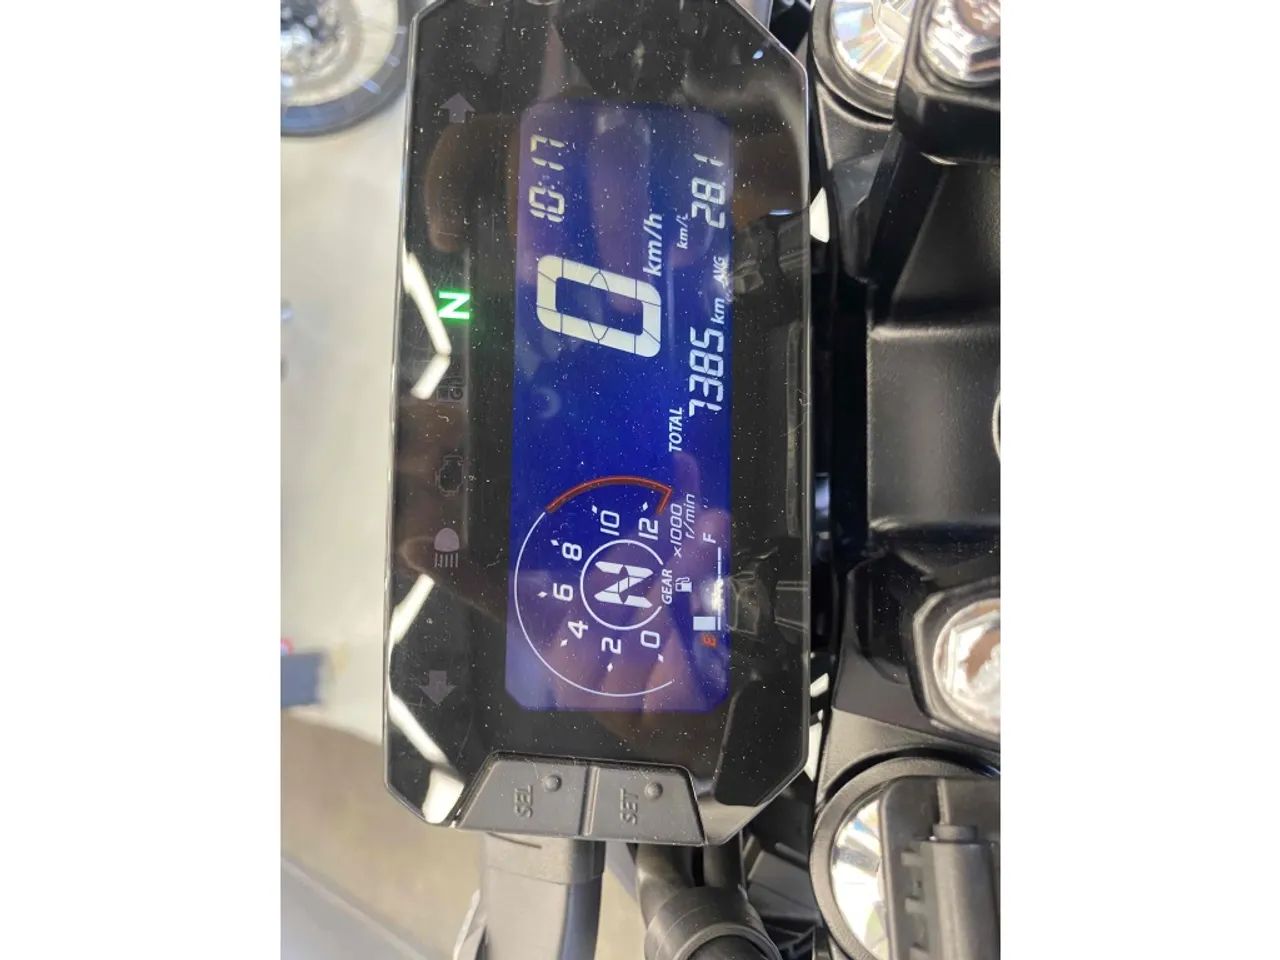 N
10:17
0 km/h
TOTAL 7385 km AVG km/L 28.1
0 2 4 6 8 10 12
N
GEAR
x1000
r/min
E F
SEL
SET